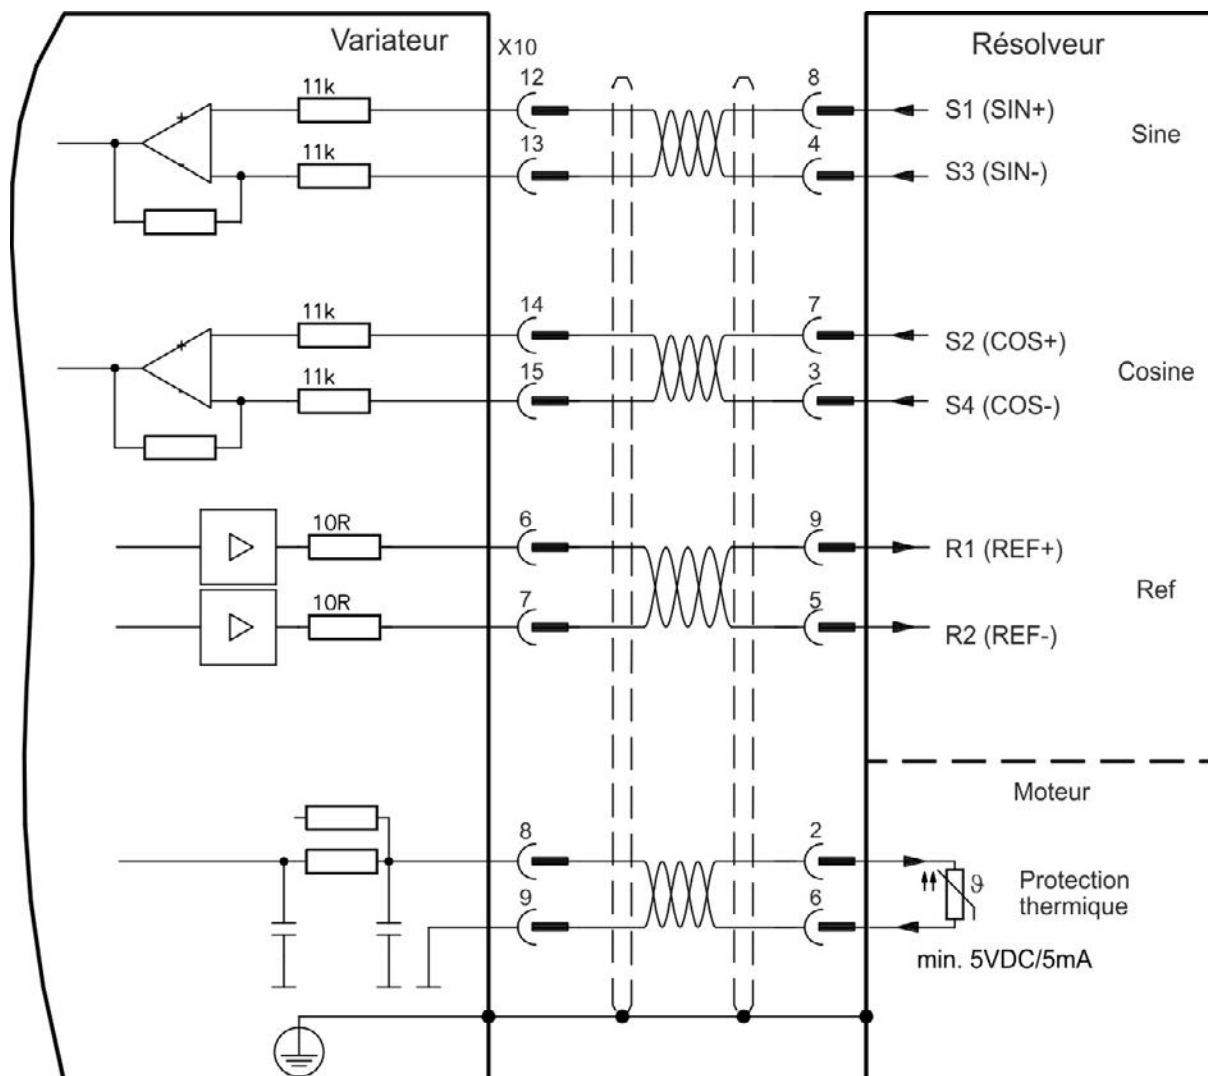 Variateur
X10
Résolveur
11k
12
8
S1 (SIN+)
+
Sine
11k
13
4
S3 (SIN-)
-
11k
14
7
S2 (COS+)
+
Cosine
11k
15
3
S4 (COS-)
-
10R
6
9
R1 (REF+)
Ref
10R
7
5
R2 (REF-)
Moteur
8
2
ϑ
Protection
thermique
9
6
min. 5VDC/5mA